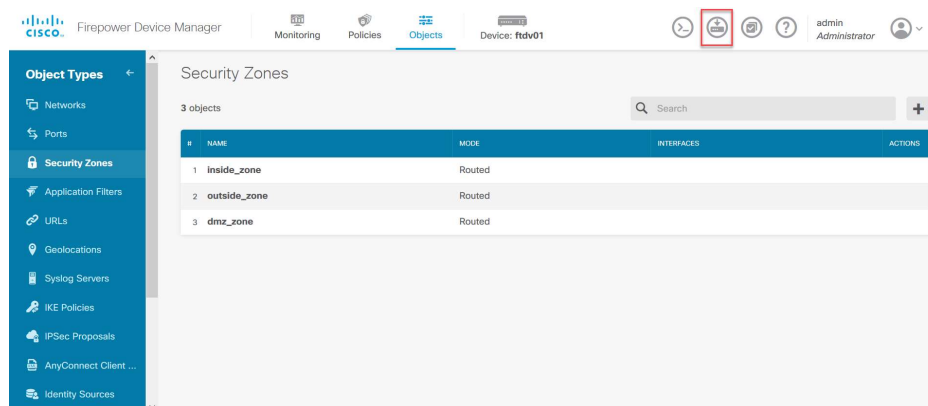 CISCO. Firepower Device Manager
Monitoring
Policies
Objects
Device: ftdv01
>_
?
admin
Administrator
Object Types ←
Networks
Ports
Security Zones
Application Filters
URLs
Geolocations
Syslog Servers
IKE Policies
IPSec Proposals
AnyConnect Client ...
Identity Sources
Security Zones
3 objects
Search
+
# NAME MODE INTERFACES ACTIONS
1 inside_zone Routed
2 outside_zone Routed
3 dmz_zone Routed